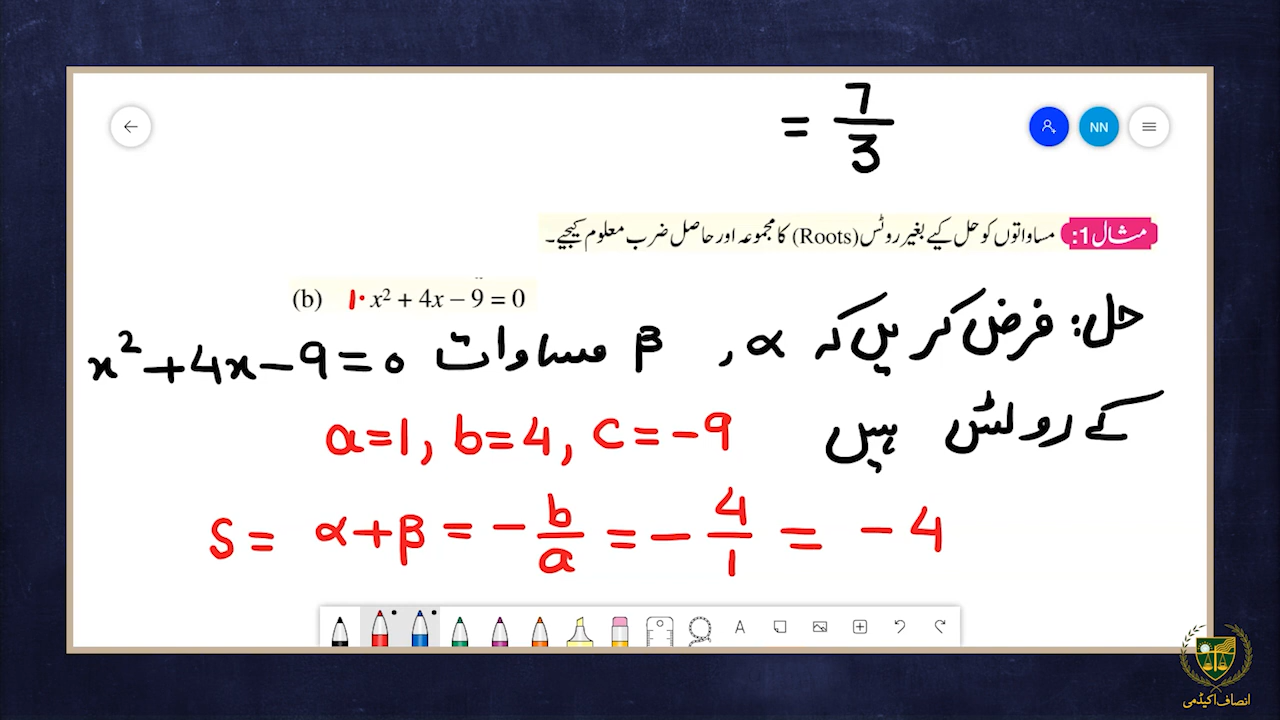 = 7/3
NN
مثال 1: مساواتوں کو حل کیے بغیر روٹس (Roots) کا مجموعہ اور حاصل ضرب معلوم کیجیے۔
(b) 1· x² + 4x − 9 = 0
حل: فرض کریں کہ α , β مساوات x² + 4x − 9 = 0
کے روٹس ہیں
a=1, b=4, c=-9
S = α+β = -b/a = -4/1 = -4
A
انصاف اکیڈمی